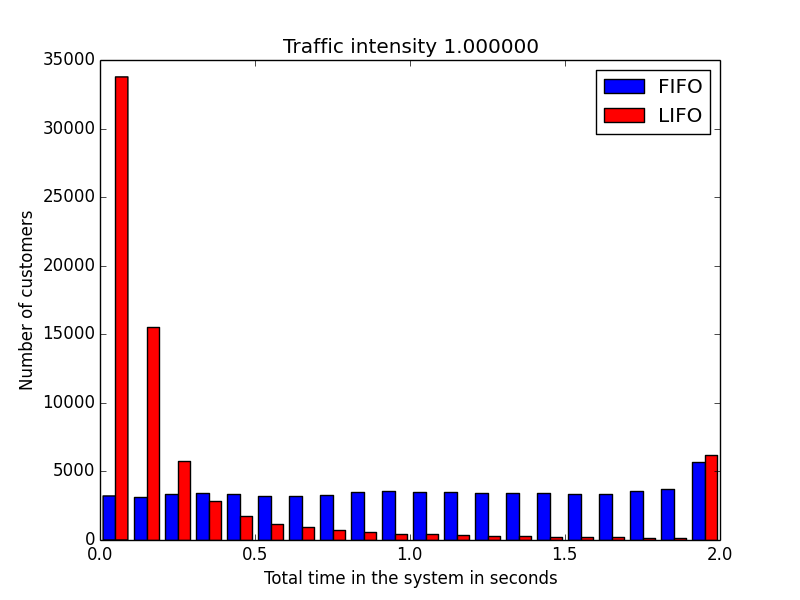 Traffic intensity 1.000000
FIFO
LIFO
35000
30000
25000
20000
15000
10000
5000
0
Number of customers
0.0 0.5 1.0 1.5 2.0
Total time in the system in seconds